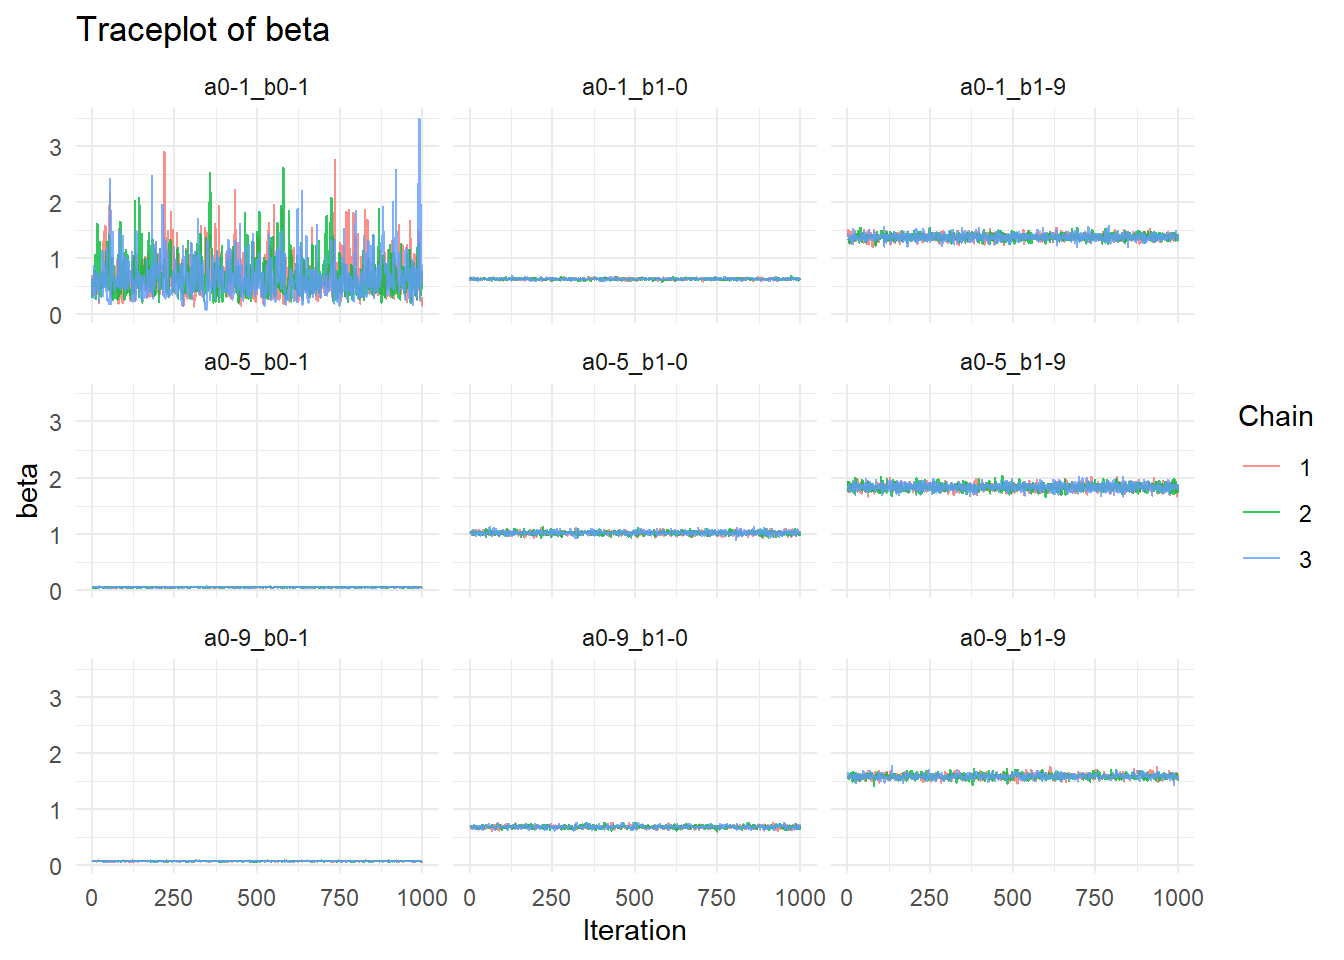 Traceplot of beta
a0-1_b0-1 a0-1_b1-0 a0-1_b1-9
3
2
1
0
a0-5_b0-1 a0-5_b1-0 a0-5_b1-9
3
2
1
0
a0-9_b0-1 a0-9_b1-0 a0-9_b1-9
3
2
1
0
0 250 500 750 1000 0 250 500 750 1000 0 250 500 750 1000
Iteration
beta
Chain
1
2
3